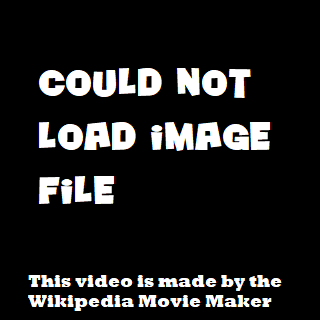 COULD NOT
LOAD iMAGE
FiLE
This video is made by the
Wikipedia Movie Maker